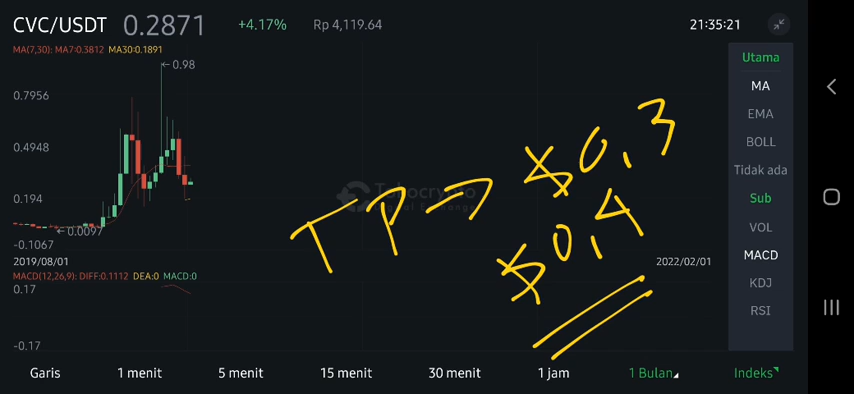 CVC/USDT 0.2871 +4.17% Rp 4,119.64 21:35:21
MA(7,30): MA7:0.3812 MA30:0.1891
Utama
0.98
MA
0.7956
EMA
0.4948
BOLL
Tidak ada
0.194
Sub
0.0097
VOL
-0.1067
2019/08/01 2022/02/01
MACD(12,26,9): DIFF:0.1112 DEA:0 MACD:0
MACD
0.17
KDJ
RSI
-0.17
Garis 1 menit 5 menit 15 menit 30 menit 1 jam 1 Bulan Indeks
Tokocrypto
TP → $0,3
$0,4